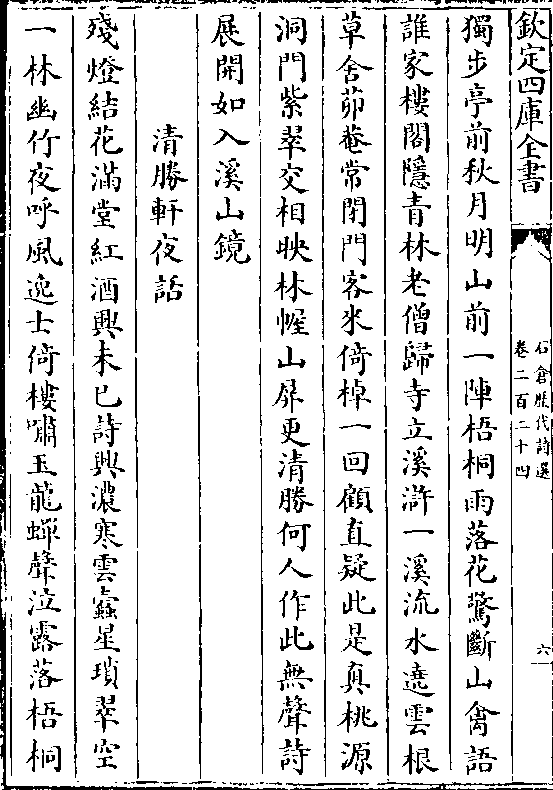 欽定四庫全書
石倉歷代詩選
卷二百二十四
六
獨步亭前秋月明山前一陣梧桐雨落花驚斷山禽語
誰家樓閣隱青林老僧歸寺立溪滸一溪流水遶雲根
草舍茆菴常閉門客來倚棹一回顧直疑此是真桃源
洞門紫翠交相映林幄山屏更清勝何人作此無聲詩
展開如入溪山鏡
清勝軒夜話
殘燈結花滿堂紅酒興未已詩興濃寒雲蠹星瑣翠空
一林幽竹夜呼風逸士倚樓嘯玉龍蟬聲泣露落梧桐